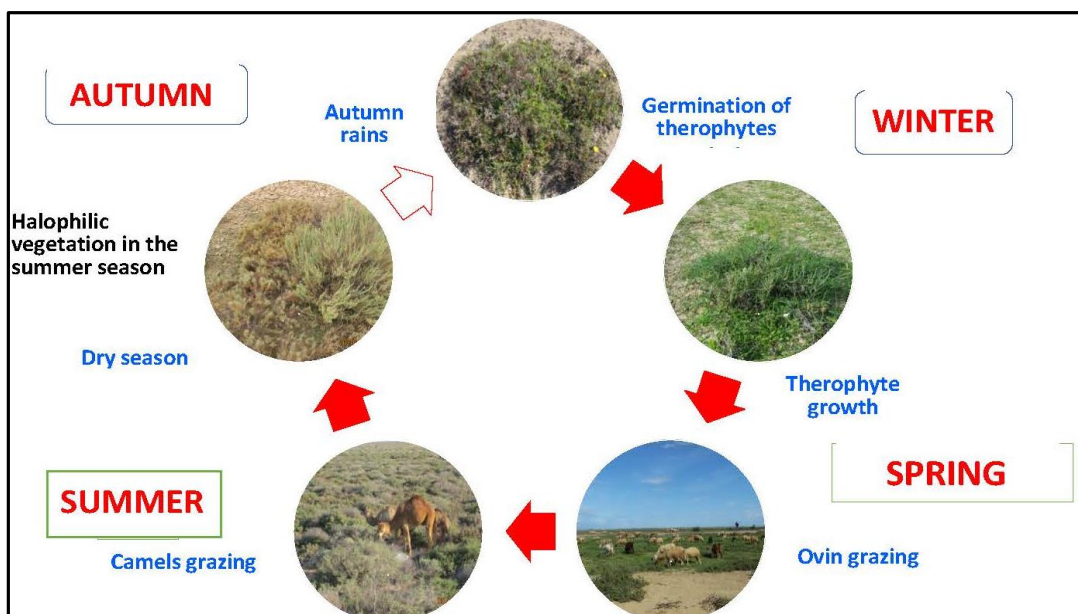 AUTUMN
Autumn
rains
Germination of
therophytes
WINTER
Halophilic
vegetation in the
summer season
Dry season
Therophyte
growth
SUMMER
SPRING
Camels grazing
Ovin grazing